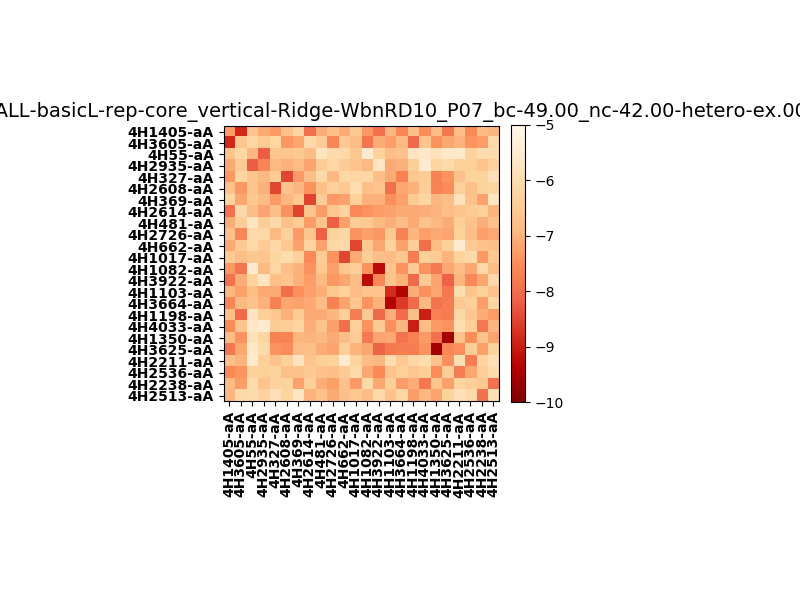 ALL-basicL-rep-core_vertical-Ridge-WbnRD10_P07_bc-49.00_nc-42.00-hetero-ex.00
4H1405-aA
4H3605-aA
4H55-aA
4H2935-aA
4H327-aA
4H2608-aA
4H369-aA
4H2614-aA
4H481-aA
4H2726-aA
4H662-aA
4H1017-aA
4H1082-aA
4H3922-aA
4H1103-aA
4H3664-aA
4H1198-aA
4H4033-aA
4H1350-aA
4H3625-aA
4H2211-aA
4H2536-aA
4H2238-aA
4H2513-aA
−5
−6
−7
−8
−9
−10
4H1405-aA
4H3605-aA
4H55-aA
4H2935-aA
4H327-aA
4H2608-aA
4H369-aA
4H2614-aA
4H481-aA
4H2726-aA
4H662-aA
4H1017-aA
4H1082-aA
4H3922-aA
4H1103-aA
4H3664-aA
4H1198-aA
4H4033-aA
4H1350-aA
4H3625-aA
4H2211-aA
4H2536-aA
4H2238-aA
4H2513-aA